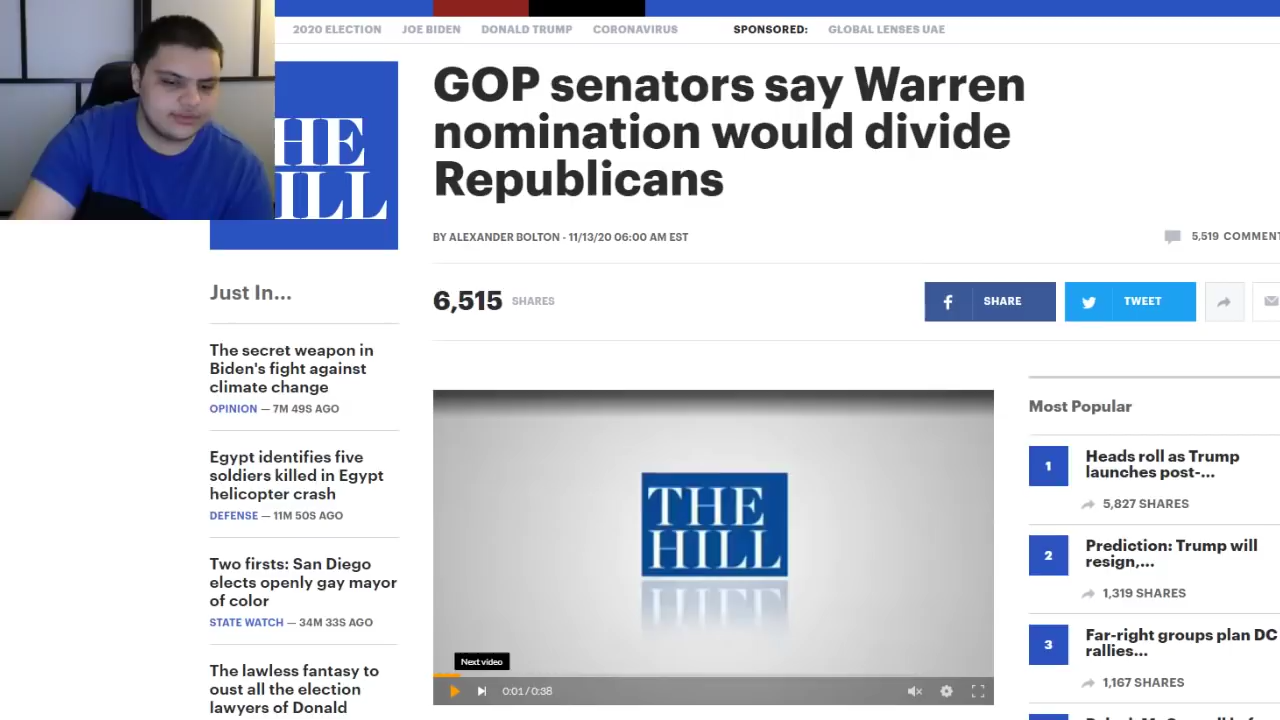 2020 ELECTION JOE BIDEN DONALD TRUMP CORONAVIRUS SPONSORED: GLOBAL LENSES UAE
HE
ILL
GOP senators say Warren
nomination would divide
Republicans
BY ALEXANDER BOLTON - 11/13/20 06:00 AM EST
5,519 COMMENT
6,515 SHARES
SHARE
TWEET
Just In...
The secret weapon in
Biden's fight against
climate change
OPINION — 7M 49S AGO
Egypt identifies five
soldiers killed in Egypt
helicopter crash
DEFENSE — 11M 50S AGO
Two firsts: San Diego
elects openly gay mayor
of color
STATE WATCH — 34M 33S AGO
The lawless fantasy to
oust all the election
lawyers of Donald
THE
HILL
Next video
0:01 / 0:38
Most Popular
1
Heads roll as Trump
launches post-...
5,827 SHARES
2
Prediction: Trump will
resign,...
1,319 SHARES
3
Far-right groups plan DC
rallies...
1,167 SHARES